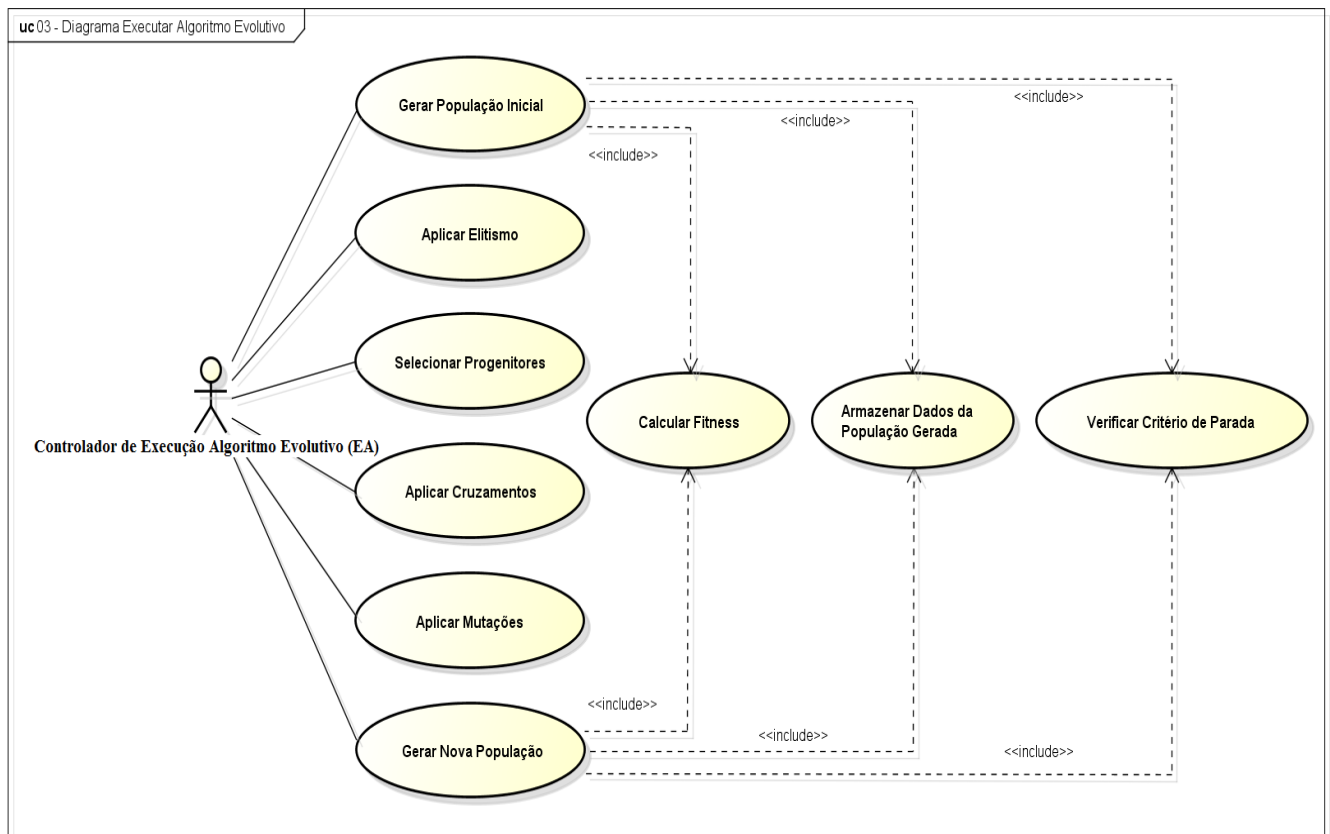 uc 03 - Diagrama Executar Algoritmo Evolutivo
Gerar População Inicial
<<include>>
<<include>>
<<include>>
Aplicar Elitismo
Selecionar Progenitores
Calcular Fitness
Armazenar Dados da
População Gerada
Verificar Critério de Parada
Controlador de Execução Algoritmo Evolutivo (EA)
Aplicar Cruzamentos
Aplicar Mutações
Gerar Nova População
<<include>>
<<include>>
<<include>>